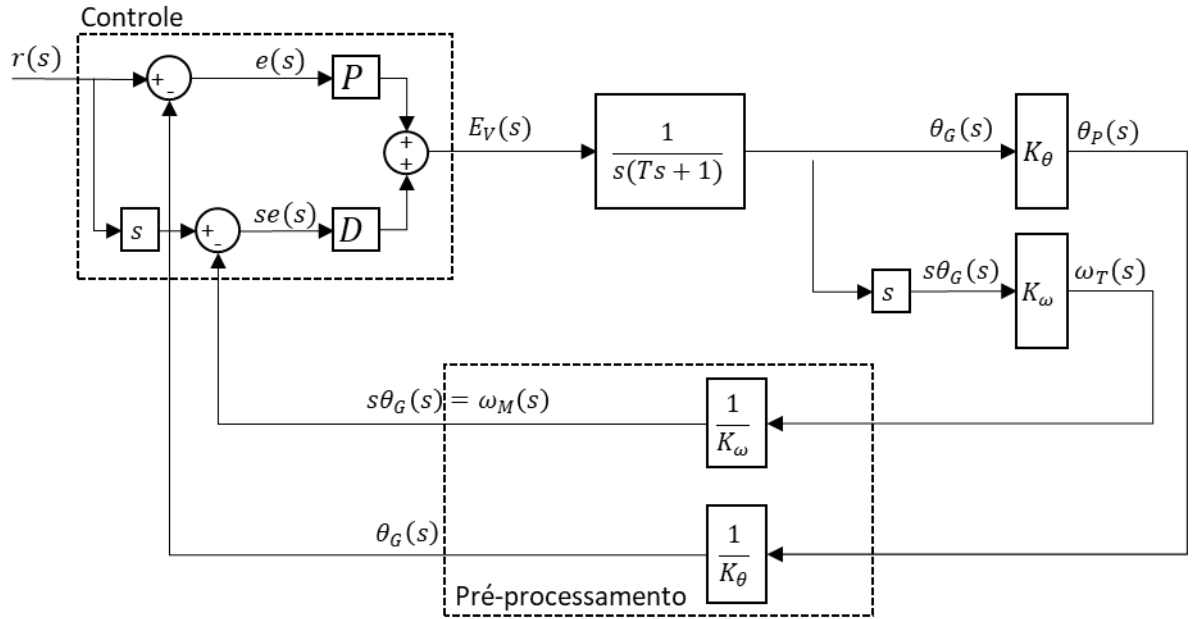 Controle
r(s)
+
-
e(s)
P
+
+
E_V(s)
1
s(Ts + 1)
θ_G(s)
K_θ
θ_P(s)
s
+
-
se(s)
D
s
sθ_G(s)
K_ω
ω_T(s)
sθ_G(s) = ω_M(s)
1
K_ω
θ_G(s)
1
K_θ
Pré-processamento